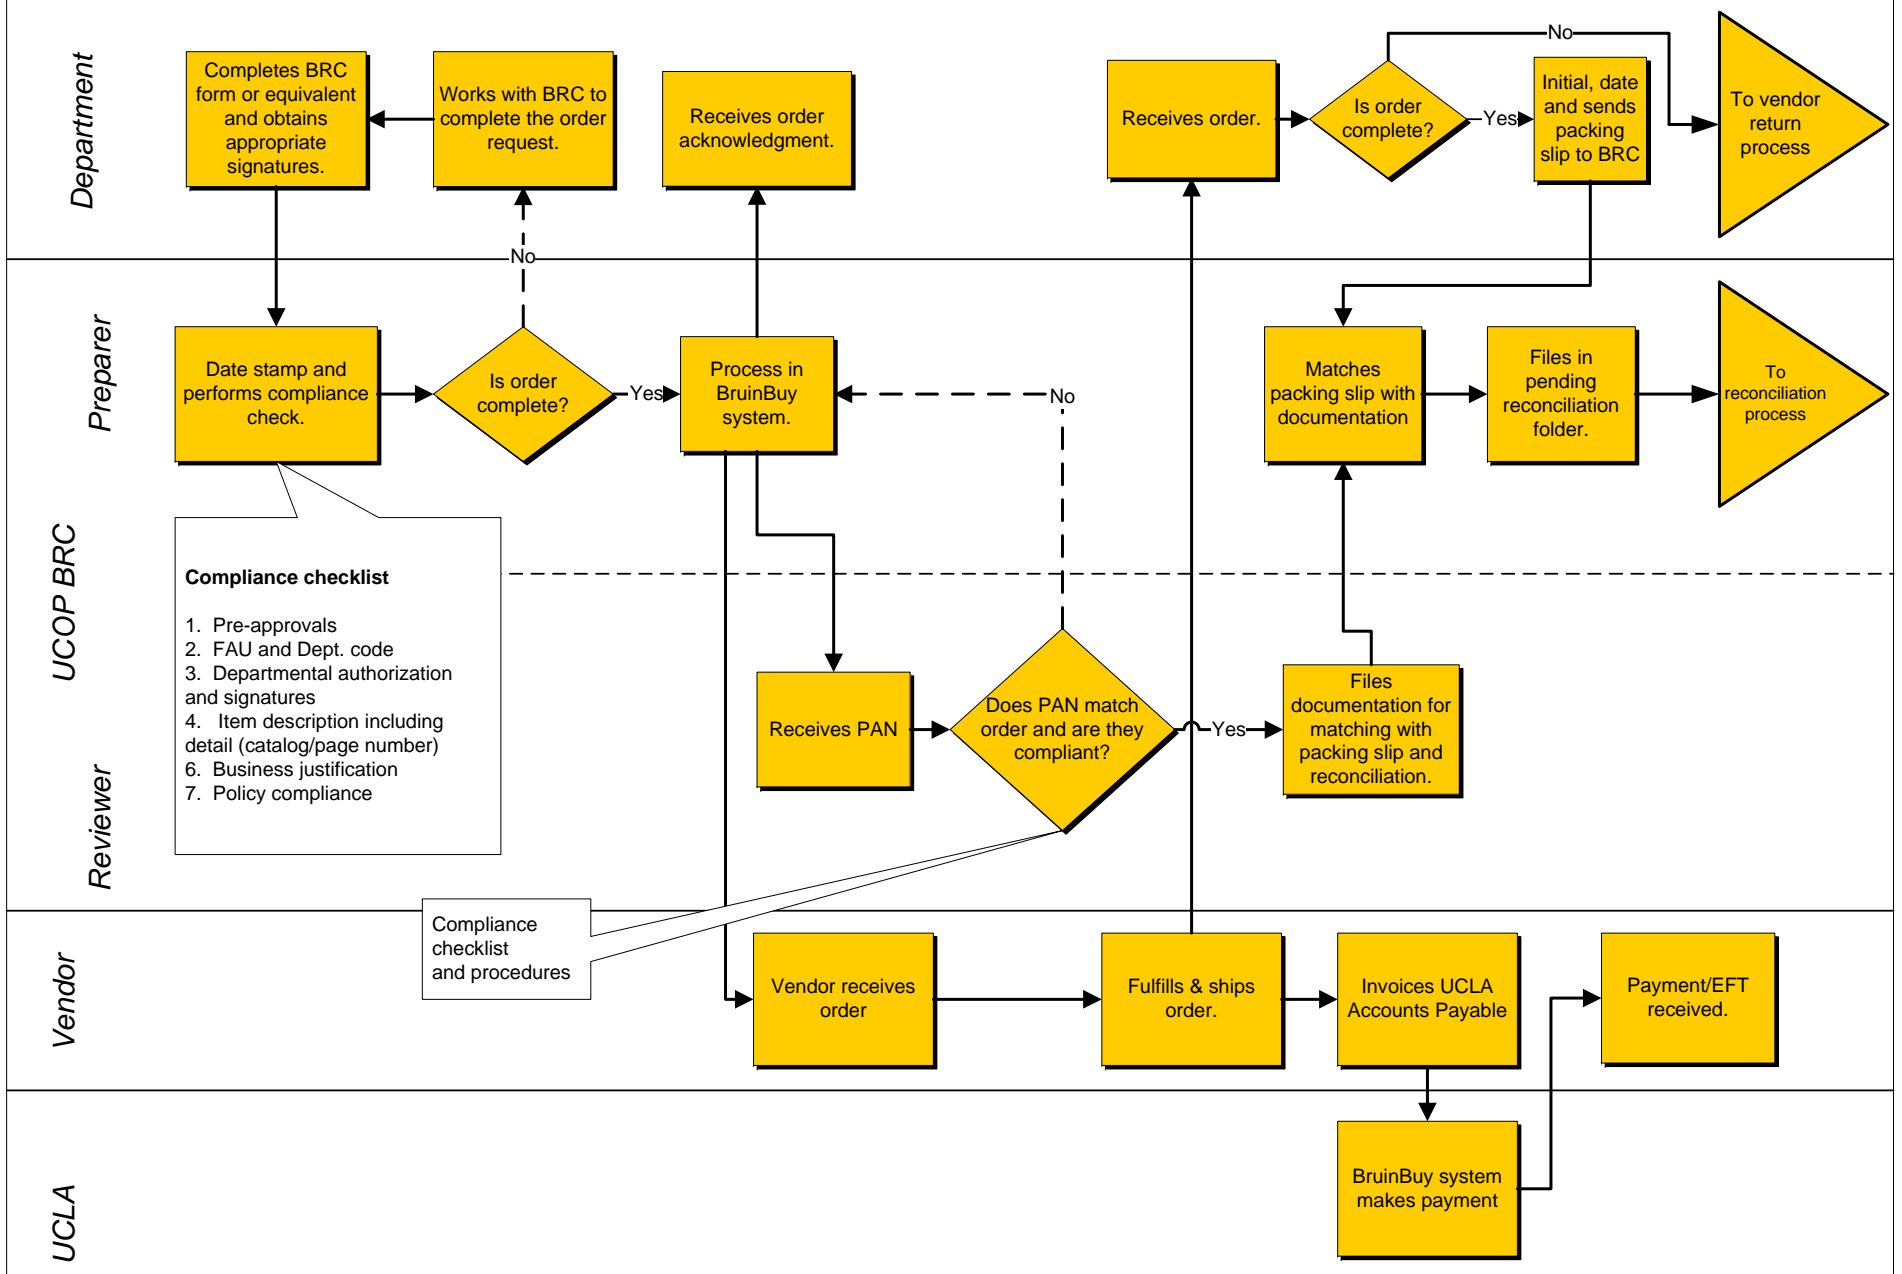 Department
Completes BRC
form or equivalent
and obtains
appropriate
signatures.
Works with BRC to
complete the order
request.
Receives order
acknowledgment.
Receives order.
Is order
complete?
No
Yes
Initial, date
and sends
packing
slip to BRC
To vendor
return
process
No
UCOP BRC
Preparer
Date stamp and
performs compliance
check.
Is order
complete?
Yes
Process in
BruinBuy
system.
No
Matches
packing slip with
documentation
Files in
pending
reconciliation
folder.
To
reconciliation
process
Compliance checklist
1. Pre-approvals
2. FAU and Dept. code
3. Departmental authorization
and signatures
4. Item description including
detail (catalog/page number)
6. Business justification
7. Policy compliance
Reviewer
Receives PAN
Does PAN match
order and are they
compliant?
Yes
Files
documentation for
matching with
packing slip and
reconciliation.
Compliance
checklist
and procedures
Vendor
Vendor receives
order
Fulfills & ships
order.
Invoices UCLA
Accounts Payable
Payment/EFT
received.
UCLA
BruinBuy system
makes payment